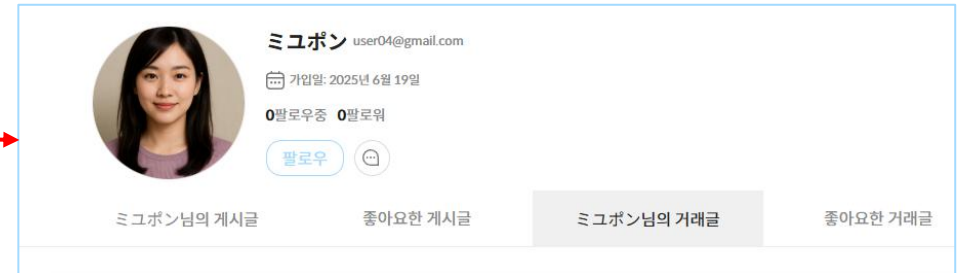 ミユポン user04@gmail.com
가입일: 2025년 6월 19일
0팔로우중 0팔로워
팔로우
ミユポン님의 게시글 좋아요한 게시글 ミユポン님의 거래글 좋아요한 거래글